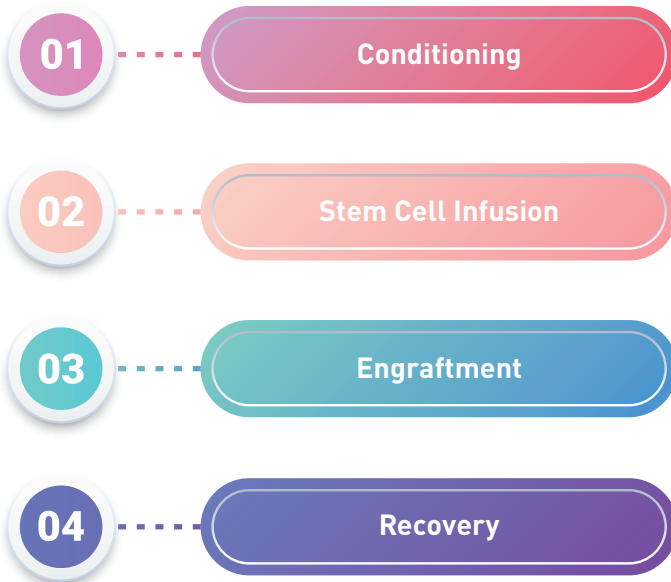 01
Conditioning
02
Stem Cell Infusion
03
Engraftment
04
Recovery